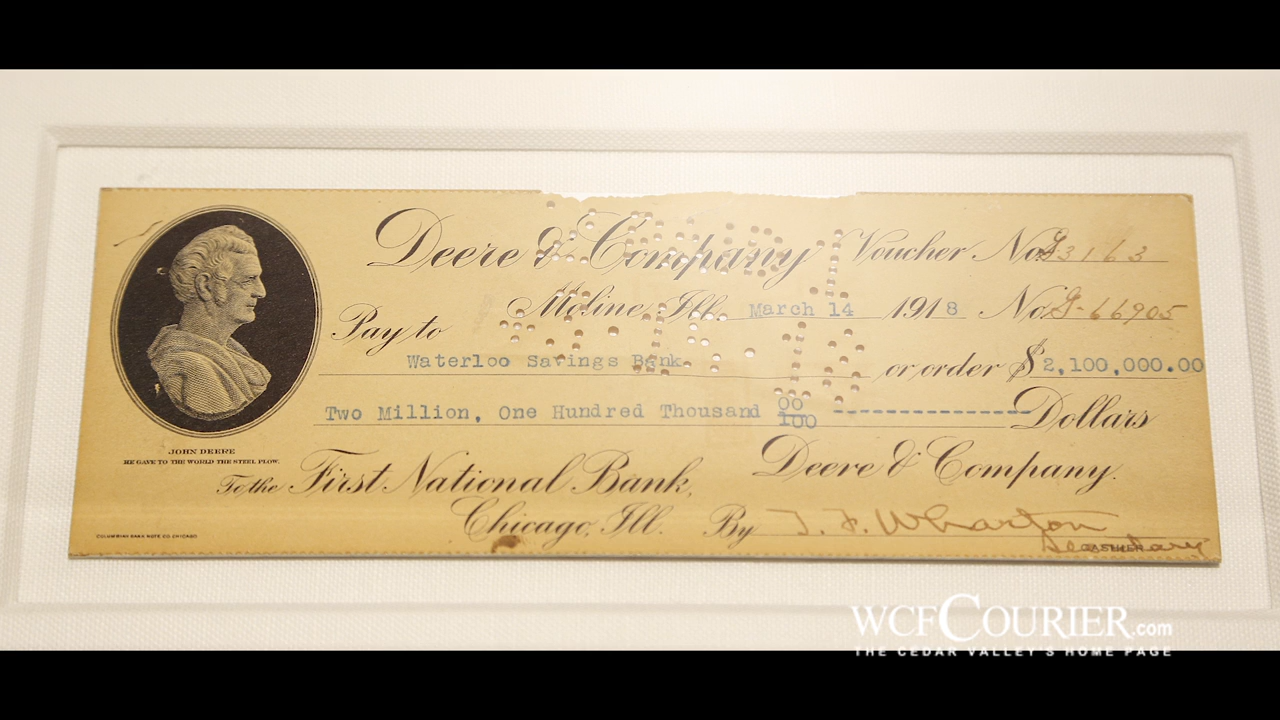 Deere & Company Voucher No. G3163
Moline, Ill. March 14 1918 No. G-66905
Pay to
Waterloo Savings Bank or order $ 2,100,000.00
Two Million, One Hundred Thousand 00/100 ---------------- Dollars
JOHN DEERE
HE GAVE TO THE WORLD THE STEEL PLOW.
To the First National Bank, Deere & Company.
Chicago, Ill. By T. F. Wharton
Secretary
CASHIER
COLUMBIAN BANK NOTE CO. CHICAGO
WCFCOURIER.com
THE CEDAR VALLEY'S HOME PAGE